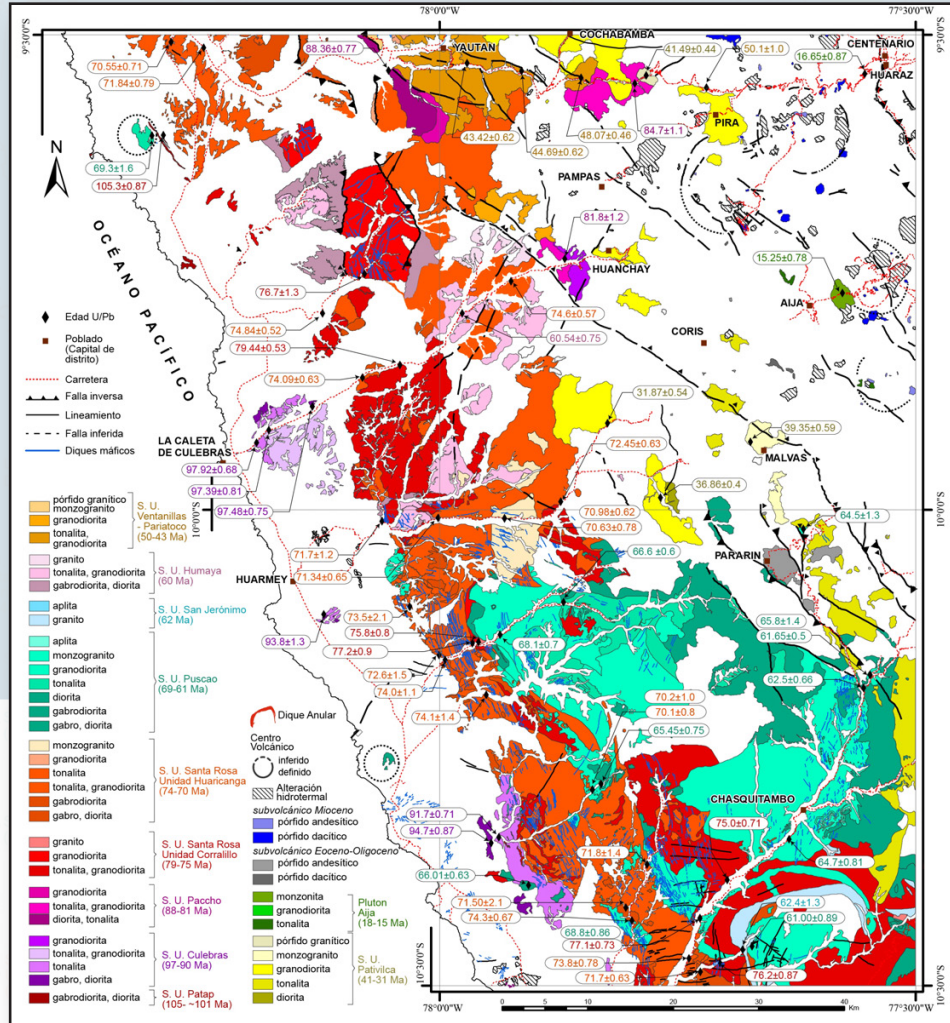 78°0'0"W
77°30'0"W
9°30'0"S
9°30'0"S
88.36±0.77
YAUTAN
COCHABAMBA
41.49±0.44
50.1±1.0
CENTENARIO
16.65±0.87
HUARAZ
70.55±0.71
71.84±0.79
43.42±0.62
44.69±0.62
48.07±0.46
84.7±1.1
PIRA
N
69.3±1.6
105.3±0.87
PAMPAS
81.8±1.2
HUANCHAY
15.25±0.78
AIJA
OCÉANO PACÍFICO
76.7±1.3
74.84±0.52
79.44±0.53
74.6±0.57
60.54±0.75
CORIS
74.09±0.63
31.87±0.54
39.35±0.59
MALVAS
72.45±0.63
36.86±0.4
Edad U/Pb
Poblado
(Capital de
distrito)
Carretera
Falla inversa
Lineamiento
Falla inferida
Diques máficos
LA CALETA
DE CULEBRAS
97.92±0.68
97.39±0.81
97.48±0.75
10°0'0"S
10°0'0"S
70.98±0.62
70.63±0.78
64.5±1.3
66.6 ±0.6
PARARIN
71.7±1.2
71.34±0.65
HUARMEY
93.8±1.3
73.5±2.1
75.8±0.8
77.2±0.9
68.1±0.7
65.8±1.4
61.65±0.5
62.5±0.66
72.6±1.5
74.0±1.1
74.1±1.4
70.2±1.0
70.1±0.8
65.45±0.75
CHASQUITAMBO
75.0±0.71
91.7±0.71
94.7±0.87
71.8±1.4
64.7±0.81
66.01±0.63
71.50±2.1
74.3±0.67
68.8±0.86
77.1±0.73
73.8±0.78
71.7±0.63
62.4±1.3
61.00±0.89
76.2±0.87
pórfido granítico
monzogranito
granodiorita
tonalita,
granodiorita
S. U.
Ventanillas
- Pariatoco
(50-43 Ma)
granito
tonalita, granodiorita
gabrodiorita, diorita
S. U. Humaya
(60 Ma)
aplita
granito
S. U. San Jerónimo
(62 Ma)
aplita
monzogranito
granodiorita
tonalita
diorita
gabrodiorita
gabro, diorita
S. U. Puscao
(69-61 Ma)
monzogranito
granodiorita
tonalita
tonalita, granodiorita
gabrodiorita
gabro, diorita
S. U. Santa Rosa
Unidad Huaricanga
(74-70 Ma)
granito
granodiorita
tonalita, granodiorita
S. U. Santa Rosa
Unidad Corralillo
(79-75 Ma)
granodiorita
tonalita, granodiorita
diorita, tonalita
S. U. Paccho
(88-81 Ma)
granodiorita
tonalita, granodiorita
tonalita
gabro, diorita
S. U. Culebras
(97-90 Ma)
gabrodiorita, diorita
S. U. Patap
(105- ~101 Ma)
Dique Anular
Centro
Volcánico
inferido
definido
Alteración
hidrotermal
subvolcánico Mioceno
pórfido andesítico
pórfido dacítico
subvolcánico Eoceno-Oligoceno
pórfido andesítico
pórfido dacítico
monzonita
granodiorita
tonalita
Pluton
Aija
(18-15 Ma)
pórfido granítico
monzogranito
granodiorita
tonalita
diorita
S. U.
Pativilca
(41-31 Ma)
10°30'0"S
10°30'0"S
78°0'0"W
77°30'0"W
0 5 10 20 30 40
Km